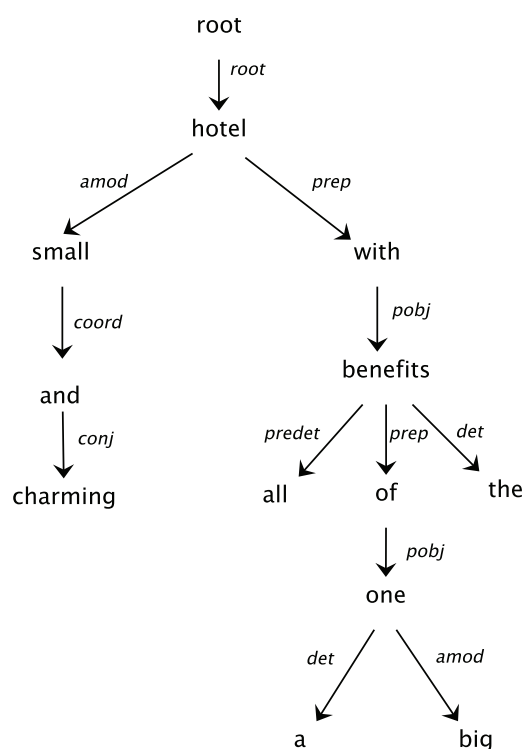 root
root
hotel
amod prep
small with
coord pobj
and benefits
conj predet prep det
charming all of the
pobj
one
det amod
a big